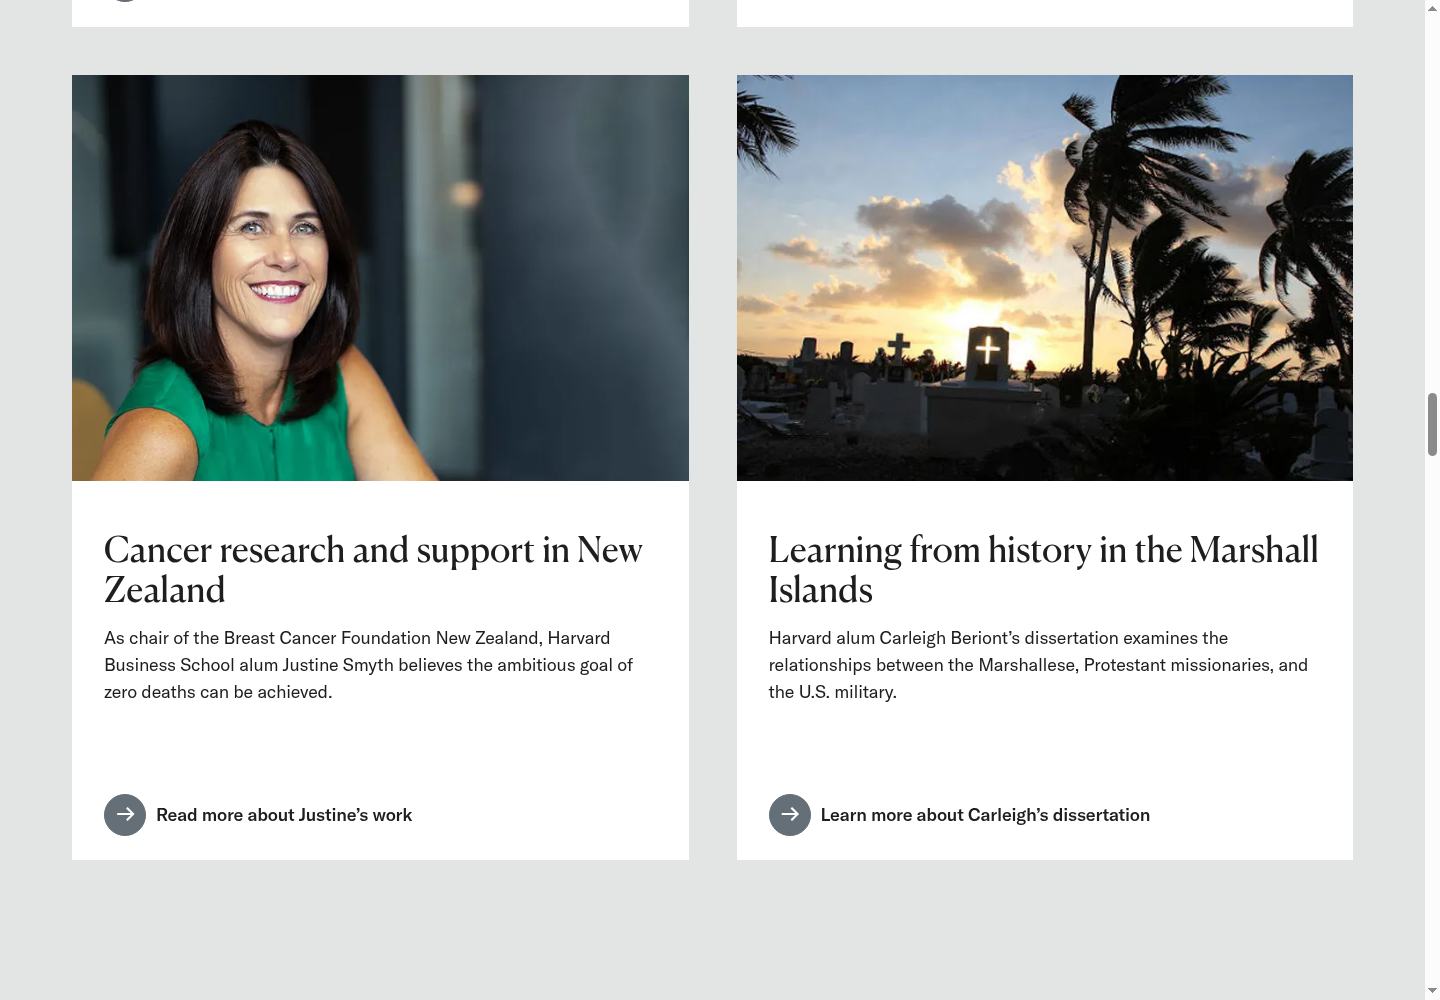 Cancer research and support in New
Zealand
As chair of the Breast Cancer Foundation New Zealand, Harvard
Business School alum Justine Smyth believes the ambitious goal of
zero deaths can be achieved.
Read more about Justine’s work
Learning from history in the Marshall
Islands
Harvard alum Carleigh Beriont’s dissertation examines the
relationships between the Marshallese, Protestant missionaries, and
the U.S. military.
Learn more about Carleigh’s dissertation